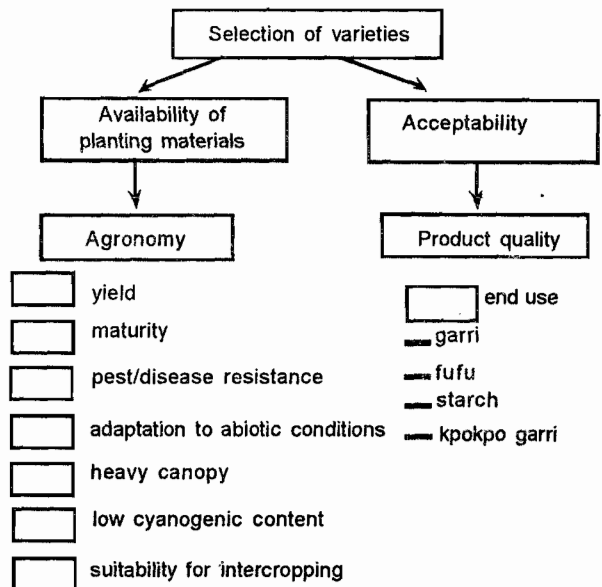 Selection of varieties
Availability of
planting materials
Acceptability
Agronomy
Product quality
yield
maturity
pest/disease resistance
adaptation to abiotic conditions
heavy canopy
low cyanogenic content
suitability for intercropping
end use
garri
fufu
starch
kpokpo garri